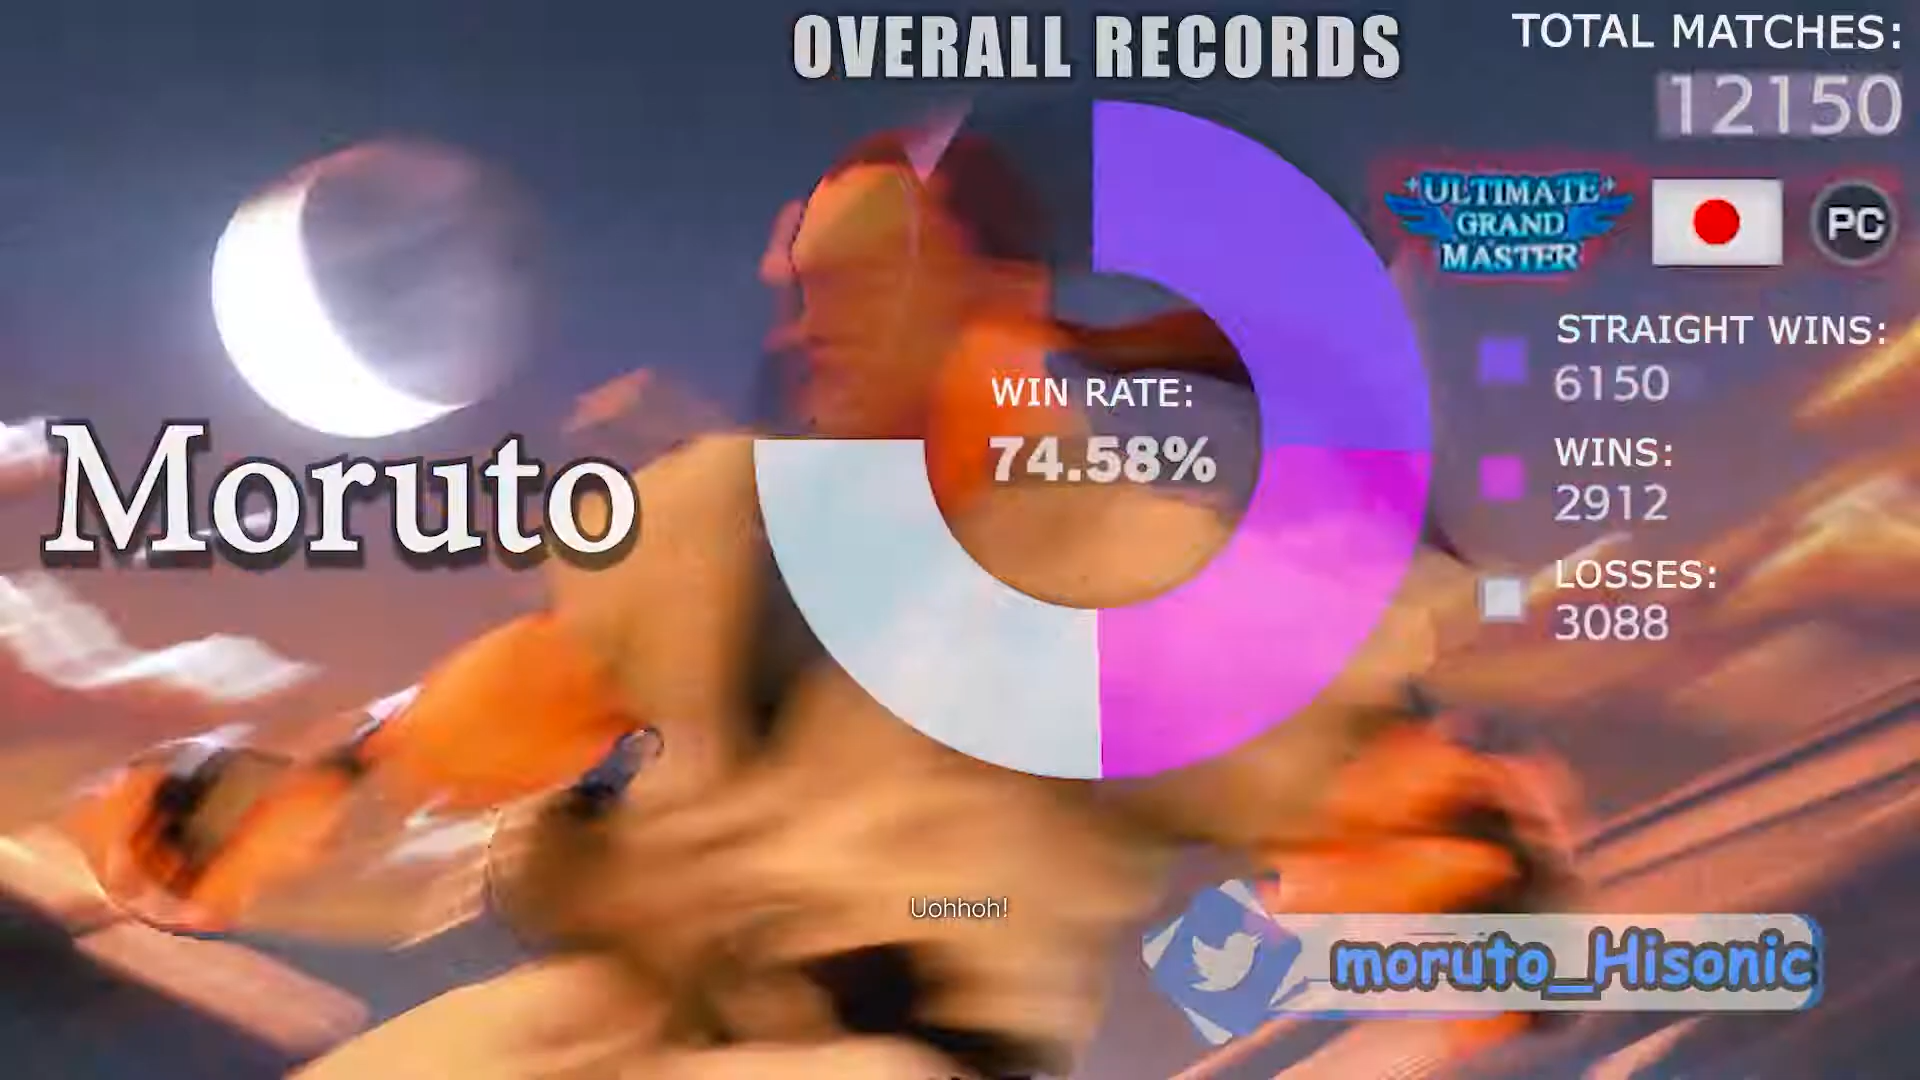 OVERALL RECORDS
TOTAL MATCHES:
12150
ULTIMATE
GRAND
MASTER
PC
STRAIGHT WINS:
6150
WINS:
2912
LOSSES:
3088
WIN RATE:
74.58%
Moruto
Uohhoh!
moruto_Hisonic